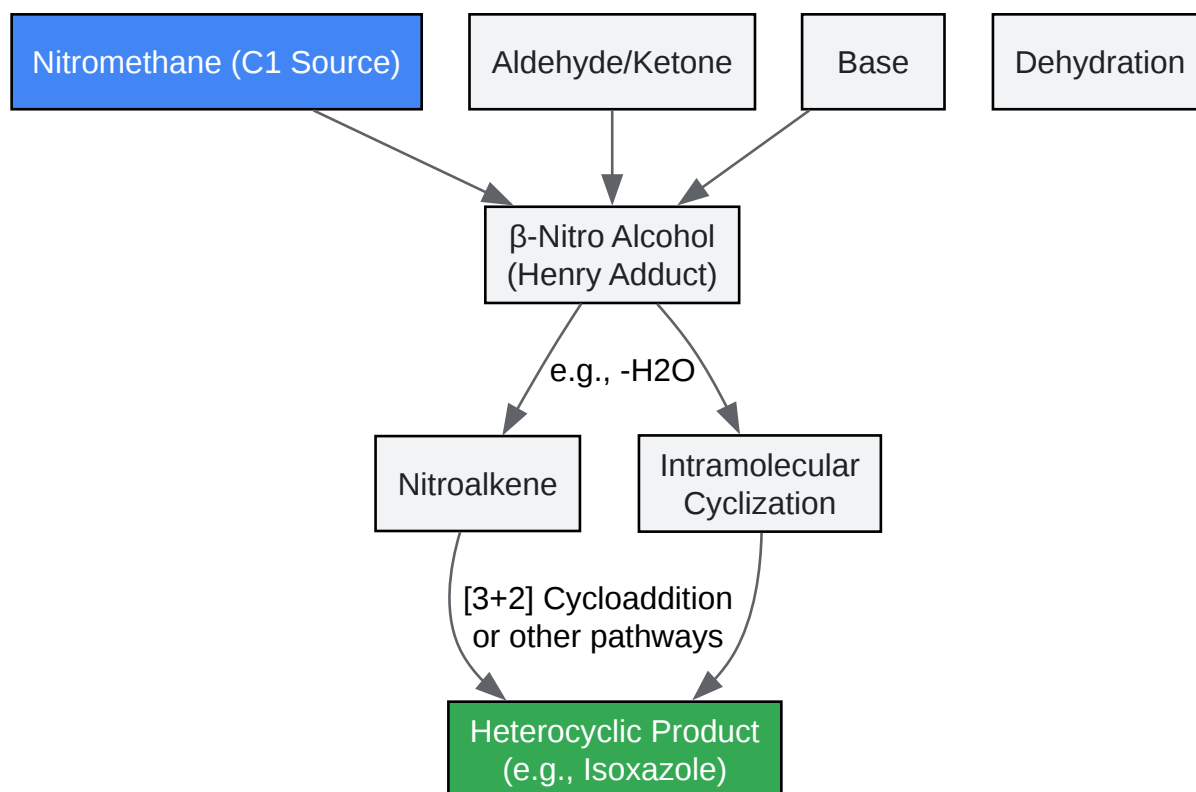 Nitromethane (C1 Source)
Aldehyde/Ketone
Base
Dehydration
β-Nitro Alcohol
(Henry Adduct)
e.g., -H2O
Nitroalkene
Intramolecular
Cyclization
[3+2] Cycloaddition
or other pathways
Heterocyclic Product
(e.g., Isoxazole)